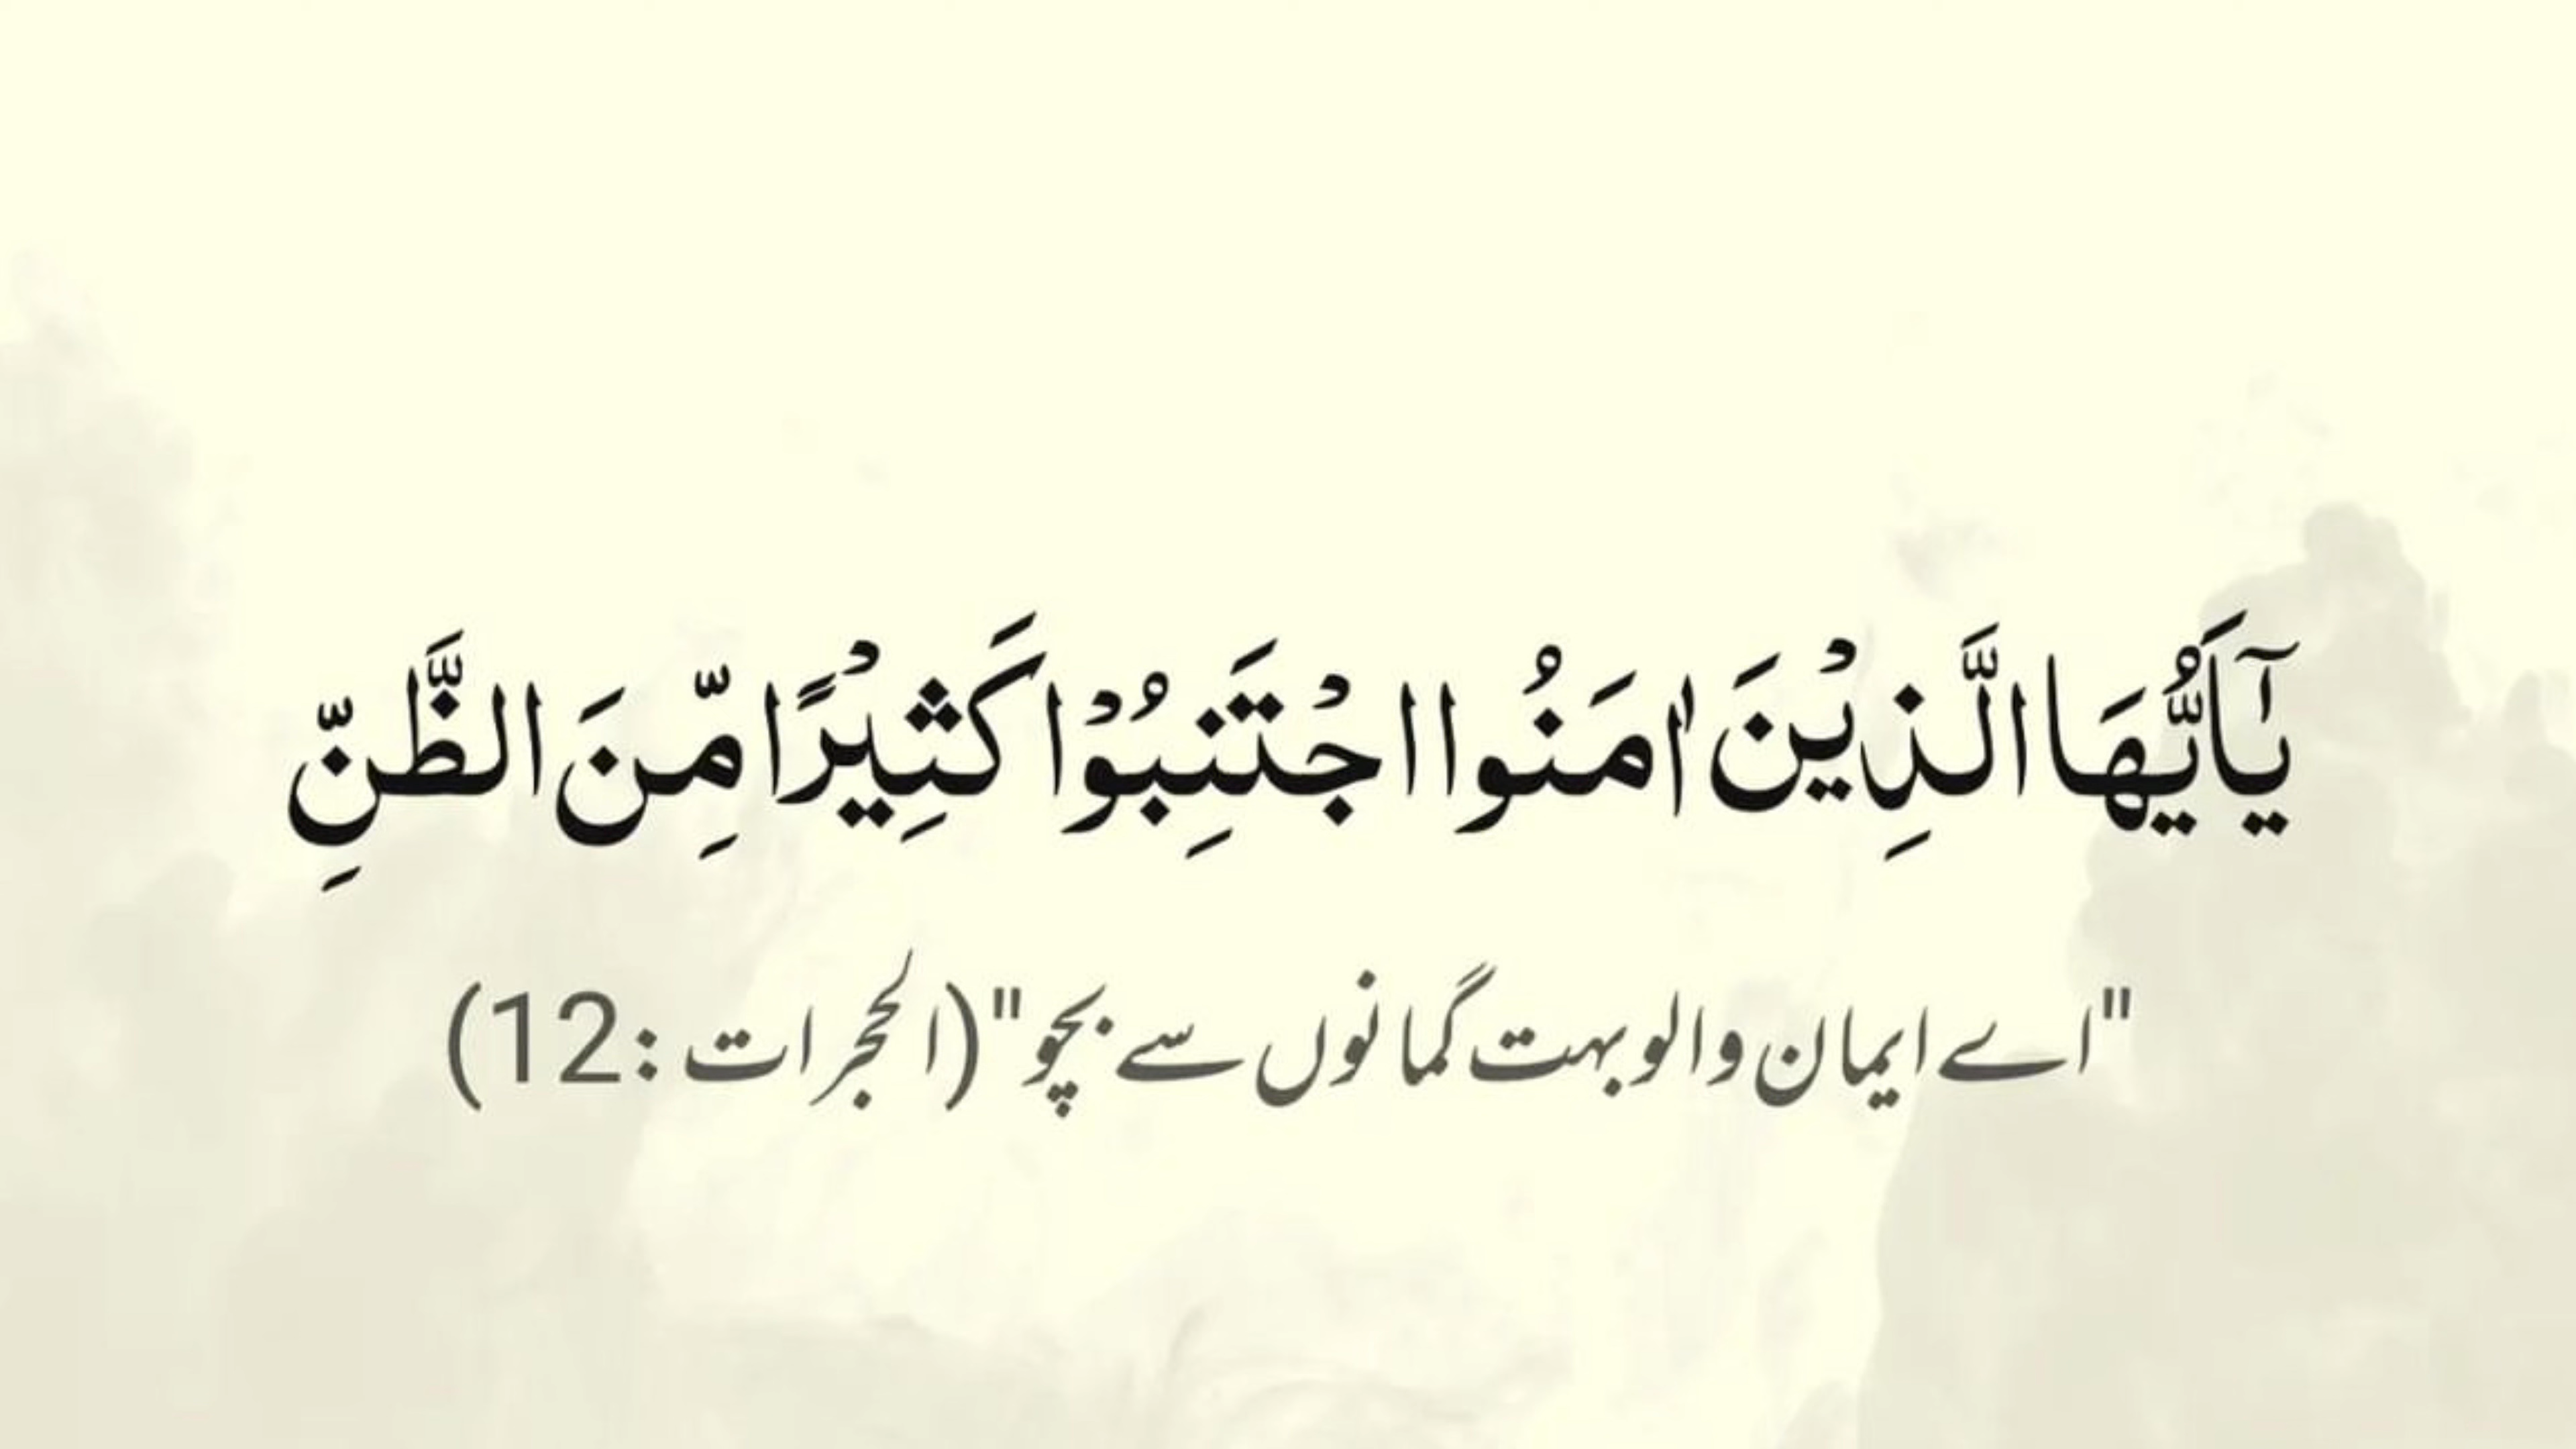 يٰٓاَيُّهَا الَّذِيْنَ اٰمَنُوا اجْتَنِبُوْا كَثِيْرًا مِّنَ الظَّنِّ
"اے ایمان والو بہت گمانوں سے بچو" (الحجرات :12)